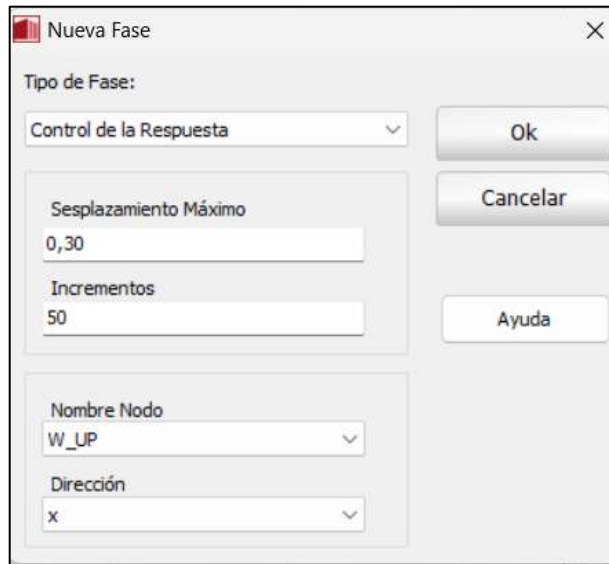 Nueva Fase
Tipo de Fase:
Control de la Respuesta
Ok
Cancelar
Sesplazamiento Máximo
0,30
Incrementos
50
Ayuda
Nombre Nodo
W_UP
Dirección
x